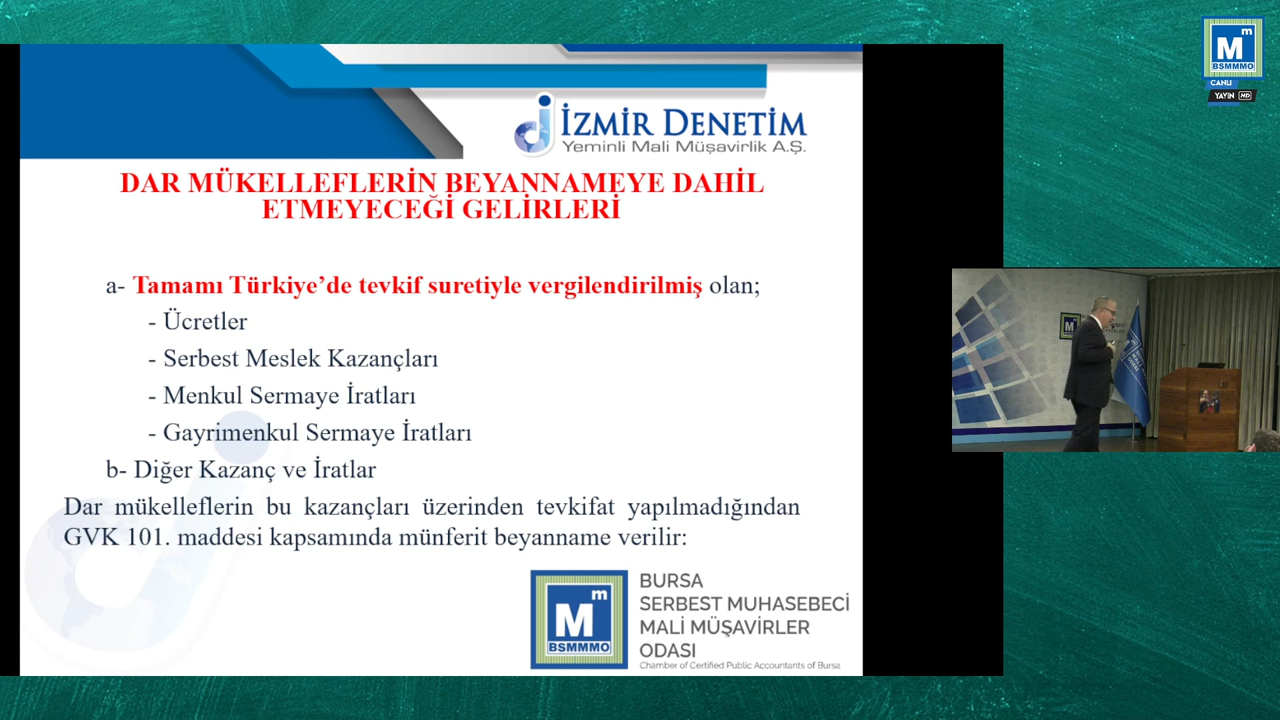 M m
BSMMMO
CANLI
YAYIN HD
İZMİR DENETİM
Yeminli Mali Müşavirlik A.Ş.
DAR MÜKELLEFLERİN BEYANNAMEYE DAHİL
ETMEYECEĞİ GELİRLERİ
a- Tamamı Türkiye’de tevkif suretiyle vergilendirilmiş olan;
- Ücretler
- Serbest Meslek Kazançları
- Menkul Sermaye İratları
- Gayrimenkul Sermaye İratları
b- Diğer Kazanç ve İratlar
Dar mükelleflerin bu kazançları üzerinden tevkifat yapılmadığından
GVK 101. maddesi kapsamında münferit beyanname verilir:
M m
BSMMMO
BURSA
SERBEST MUHASEBECİ
MALİ MÜŞAVİRLER
ODASI
Chamber of Certified Public Accountants of Bursa